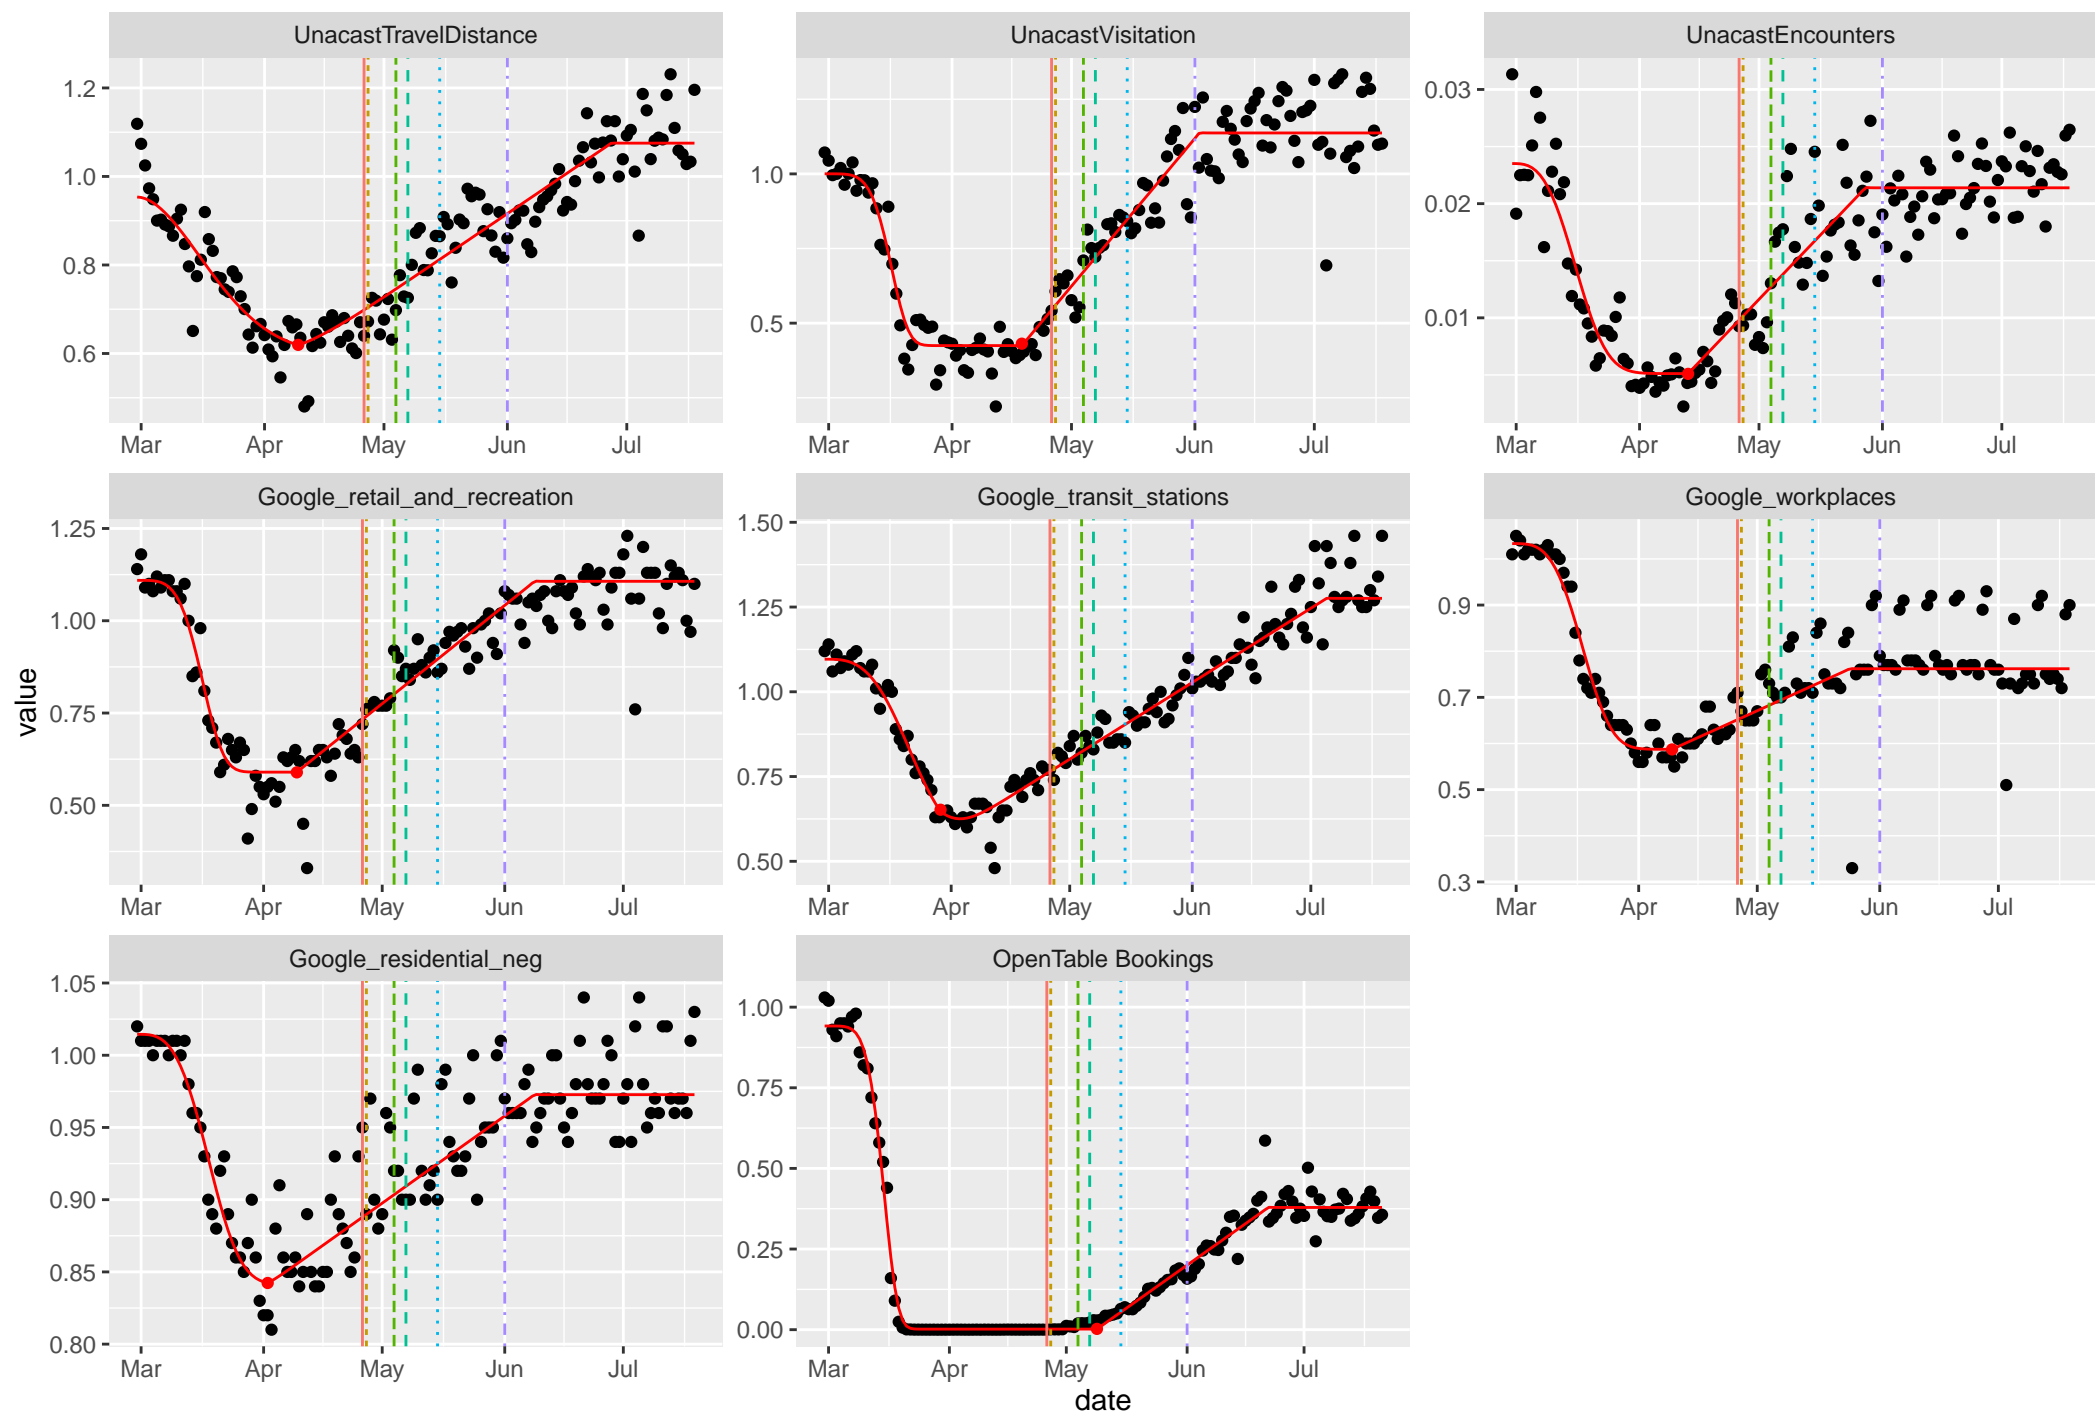 UnacastTravelDistance
UnacastVisitation
UnacastEncounters
1.2
1.0
0.8
0.6
Mar Apr May Jun Jul
1.0
0.5
Mar Apr May Jun Jul
0.03
0.02
0.01
Mar Apr May Jun Jul
value
Google_retail_and_recreation
Google_transit_stations
Google_workplaces
1.25
1.00
0.75
0.50
Mar Apr May Jun Jul
1.50
1.25
1.00
0.75
0.50
Mar Apr May Jun Jul
0.9
0.7
0.5
0.3
Mar Apr May Jun Jul
Google_residential_neg
OpenTable Bookings
1.05
1.00
0.95
0.90
0.85
0.80
Mar Apr May Jun Jul
1.00
0.75
0.50
0.25
0.00
Mar Apr May Jun Jul
date